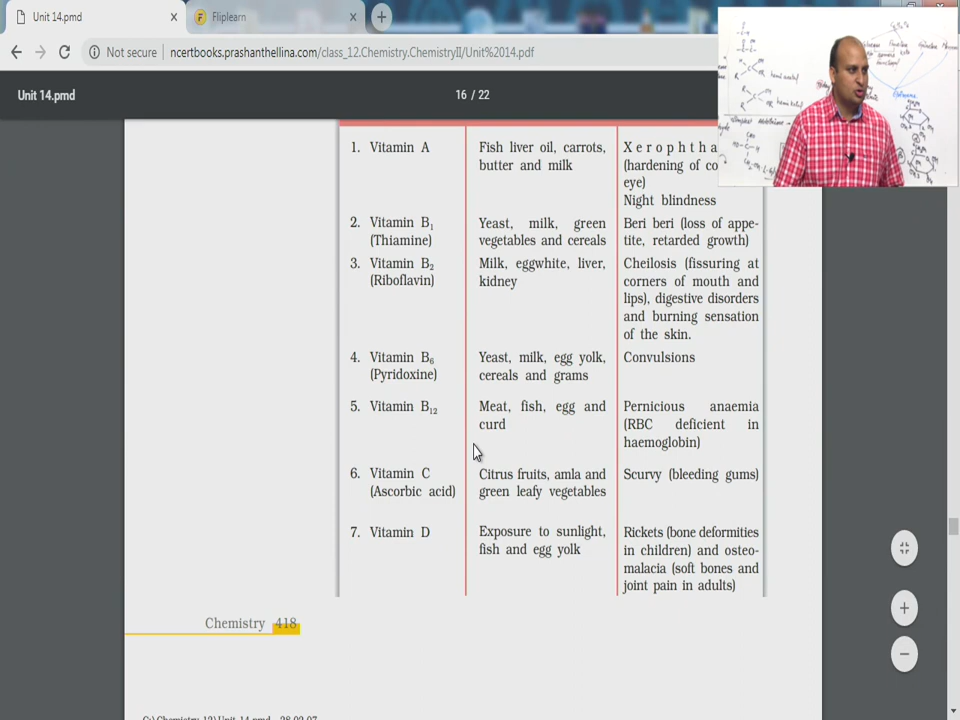 Unit 14.pmd
Fliplearn
Not secure
ncertbooks.prashanthellina.com/class_12.Chemistry.ChemistryII/Unit%2014.pdf
Unit 14.pmd
16 / 22
1. Vitamin A
Fish liver oil, carrots,
butter and milk
X e r o p h t h a
(hardening of co
eye)
Night blindness
2. Vitamin B₁
(Thiamine)
Yeast, milk, green
vegetables and cereals
Beri beri (loss of appe-
tite, retarded growth)
3. Vitamin B₂
(Riboflavin)
Milk, eggwhite, liver,
kidney
Cheilosis (fissuring at
corners of mouth and
lips), digestive disorders
and burning sensation
of the skin.
4. Vitamin B₆
(Pyridoxine)
Yeast, milk, egg yolk,
cereals and grams
Convulsions
5. Vitamin B₁₂
Meat, fish, egg and
curd
Pernicious anaemia
(RBC deficient in
haemoglobin)
6. Vitamin C
(Ascorbic acid)
Citrus fruits, amla and
green leafy vegetables
Scurvy (bleeding gums)
7. Vitamin D
Exposure to sunlight,
fish and egg yolk
Rickets (bone deformities
in children) and osteo-
malacia (soft bones and
joint pain in adults)
Chemistry 418